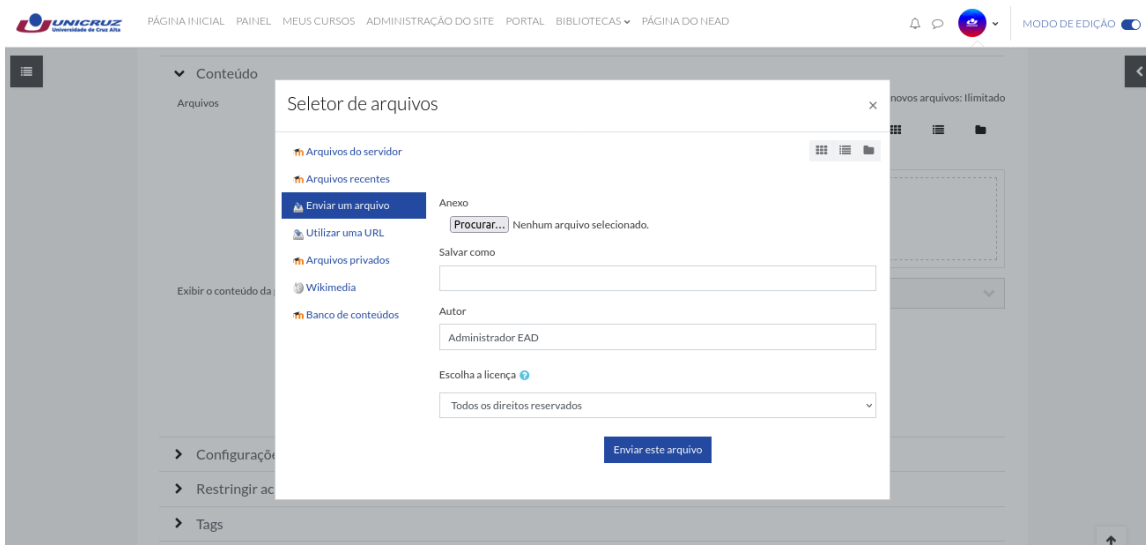 UNICRUZ
Universidade de Cruz Alta
PÁGINA INICIAL PAINEL MEUS CURSOS ADMINISTRAÇÃO DO SITE PORTAL BIBLIOTECAS PÁGINA DO NEAD
MODO DE EDIÇÃO
Conteúdo
Arquivos
novos arquivos: Ilimitado
Seletor de arquivos
×
Arquivos do servidor
Arquivos recentes
Enviar um arquivo
Utilizar uma URL
Arquivos privados
Wikimedia
Banco de conteúdos
Anexo
Procurar... Nenhum arquivo selecionado.
Salvar como
Autor
Administrador EAD
Escolha a licença
Todos os direitos reservados
Enviar este arquivo
Exibir o conteúdo da
Configuraçõe
Restringir ac
Tags